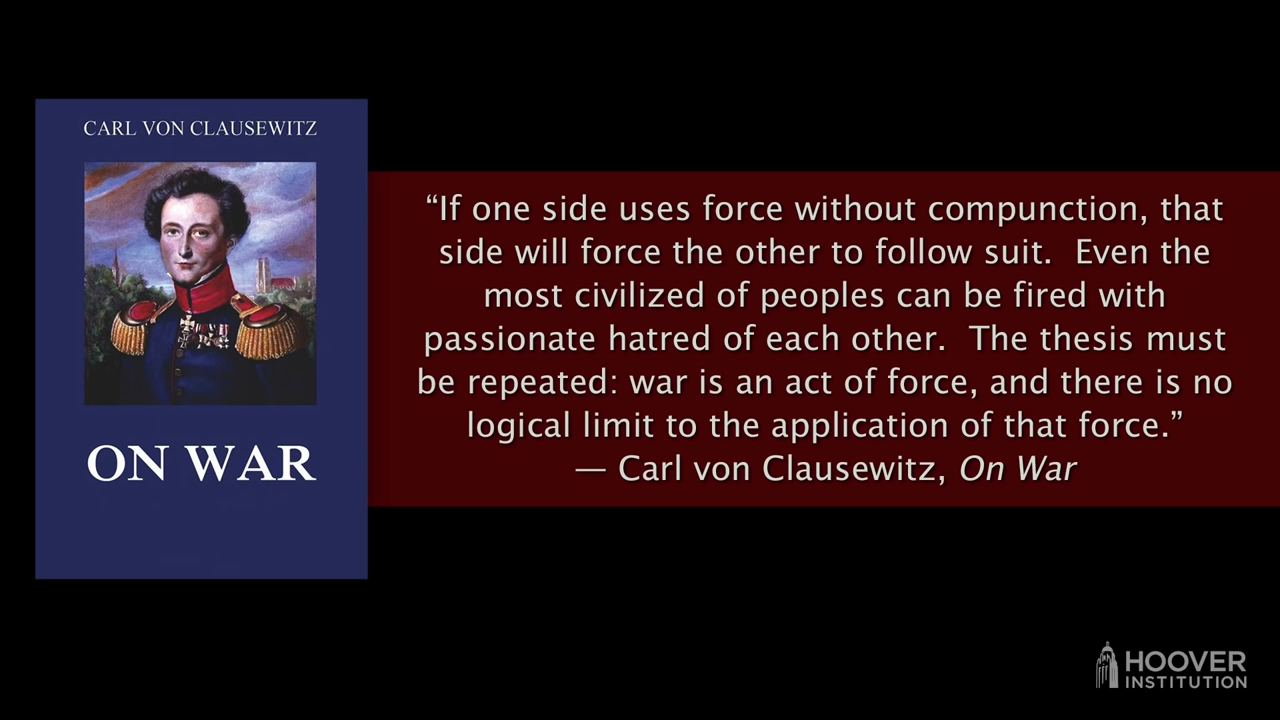 CARL VON CLAUSEWITZ
ON WAR
“If one side uses force without compunction, that
side will force the other to follow suit.  Even the
most civilized of peoples can be fired with
passionate hatred of each other.  The thesis must
be repeated: war is an act of force, and there is no
logical limit to the application of that force.”
— Carl von Clausewitz, On War
HOOVER
INSTITUTION